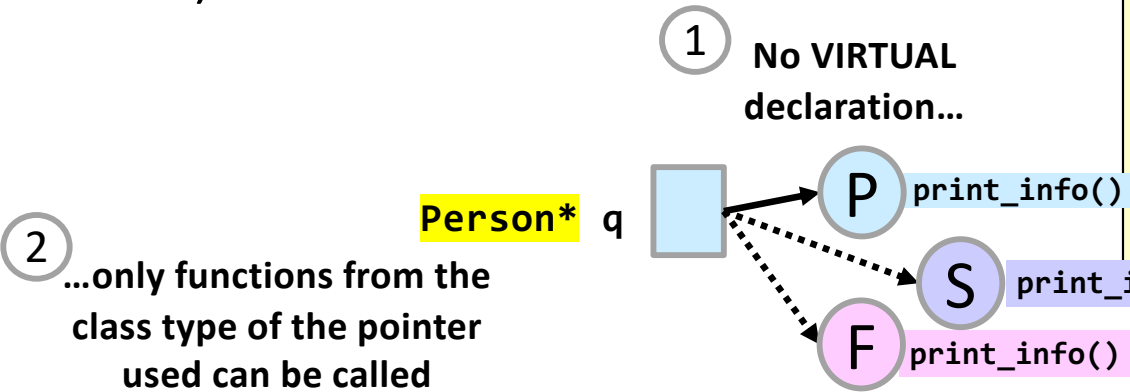 1
No VIRTUAL
declaration…
P print_info()
Person* q
2
…only functions from the
class type of the pointer
used can be called
S
F print_info()